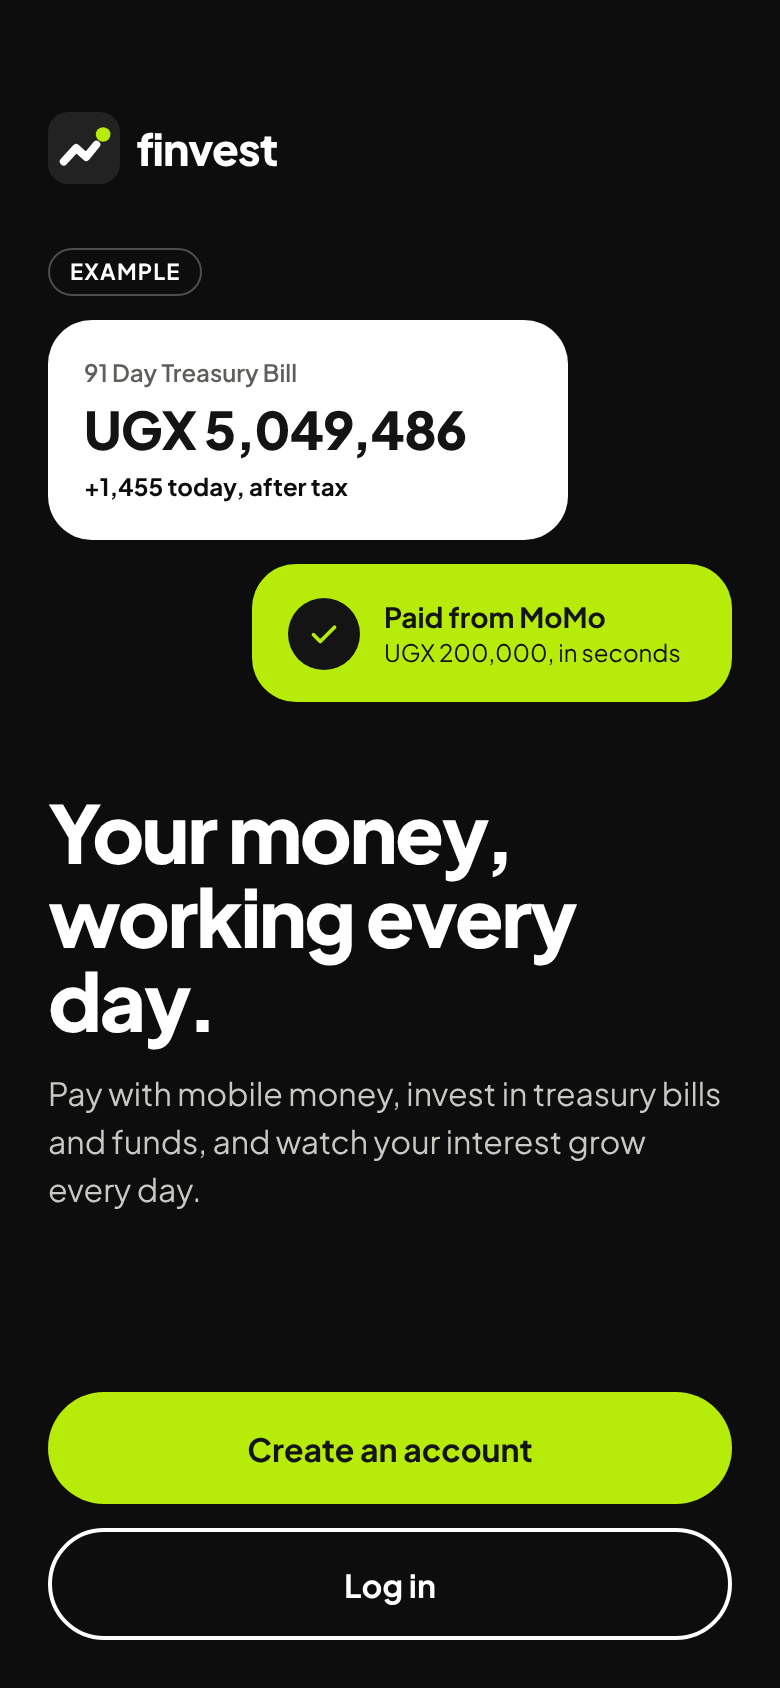 finvest
EXAMPLE
91 Day Treasury Bill
UGX 5,049,486
+1,455 today, after tax
Paid from MoMo
UGX 200,000, in seconds
Your money,
working every
day.
Pay with mobile money, invest in treasury bills
and funds, and watch your interest grow
every day.
Create an account
Log in